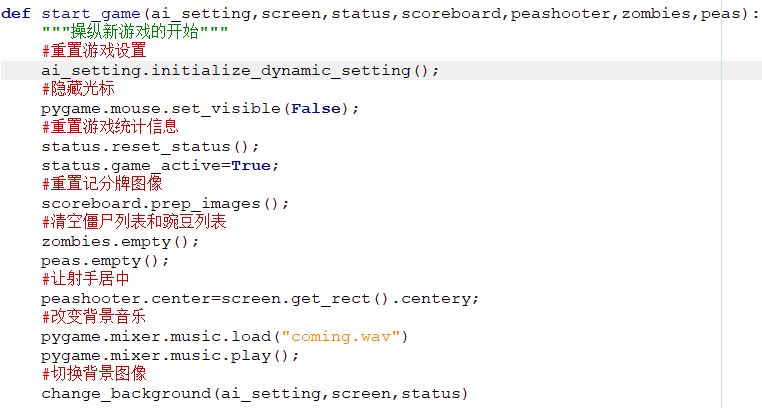 def start_game(ai_setting,screen,status,scoreboard,peashooter,zombies,peas):
    """操纵新游戏的开始"""
    #重置游戏设置
    ai_setting.initialize_dynamic_setting();
    #隐藏光标
    pygame.mouse.set_visible(False);
    #重置游戏统计信息
    status.reset_status();
    status.game_active=True;
    #重置记分牌图像
    scoreboard.prep_images();
    #清空僵尸列表和豌豆列表
    zombies.empty();
    peas.empty();
    #让射手居中
    peashooter.center=screen.get_rect().centery;
    #改变背景音乐
    pygame.mixer.music.load("coming.wav")
    pygame.mixer.music.play();
    #切换背景图像
    change_background(ai_setting,screen,status)